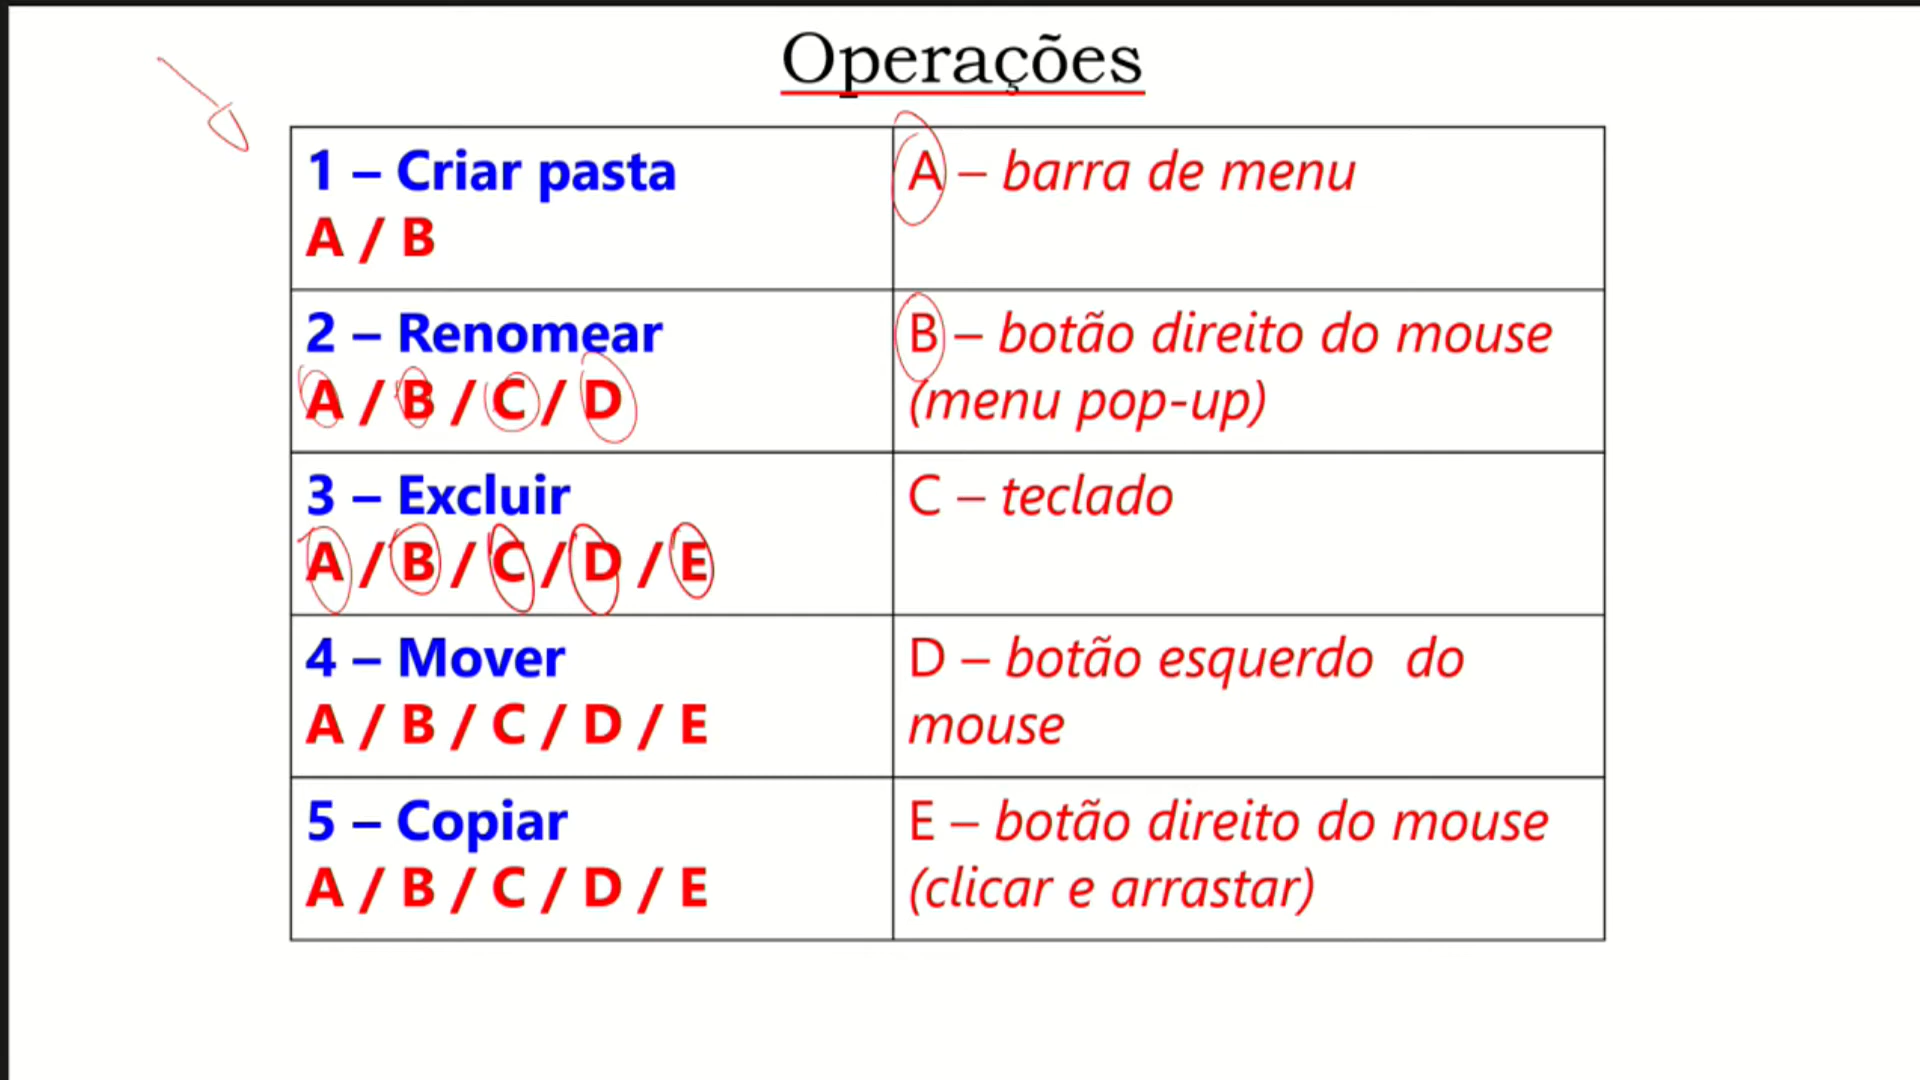 Operações
1 – Criar pasta
A / B
A – barra de menu
2 – Renomear
A / B / C / D
B – botão direito do mouse
(menu pop-up)
3 – Excluir
A / B / C / D / E
C – teclado
4 – Mover
A / B / C / D / E
D – botão esquerdo do
mouse
5 – Copiar
A / B / C / D / E
E – botão direito do mouse
(clicar e arrastar)